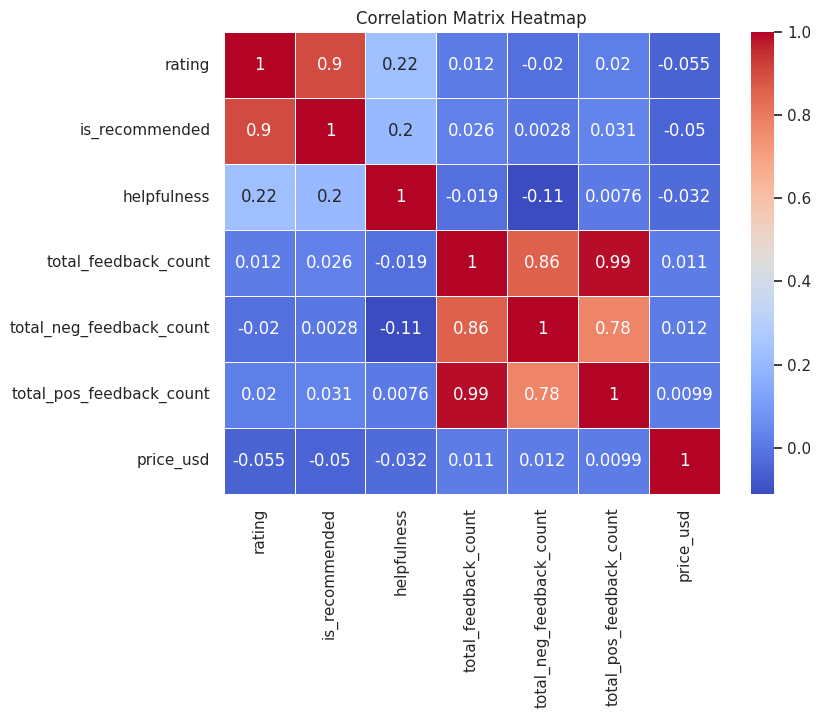 Correlation Matrix Heatmap
rating 1 0.9 0.22 0.012 -0.02 0.02 -0.055
is_recommended 0.9 1 0.2 0.026 0.0028 0.031 -0.05
helpfulness 0.22 0.2 1 -0.019 -0.11 0.0076 -0.032
total_feedback_count 0.012 0.026 -0.019 1 0.86 0.99 0.011
total_neg_feedback_count -0.02 0.0028 -0.11 0.86 1 0.78 0.012
total_pos_feedback_count 0.02 0.031 0.0076 0.99 0.78 1 0.0099
price_usd -0.055 -0.05 -0.032 0.011 0.012 0.0099 1
rating
is_recommended
helpfulness
total_feedback_count
total_neg_feedback_count
total_pos_feedback_count
price_usd
1.0
0.8
0.6
0.4
0.2
0.0